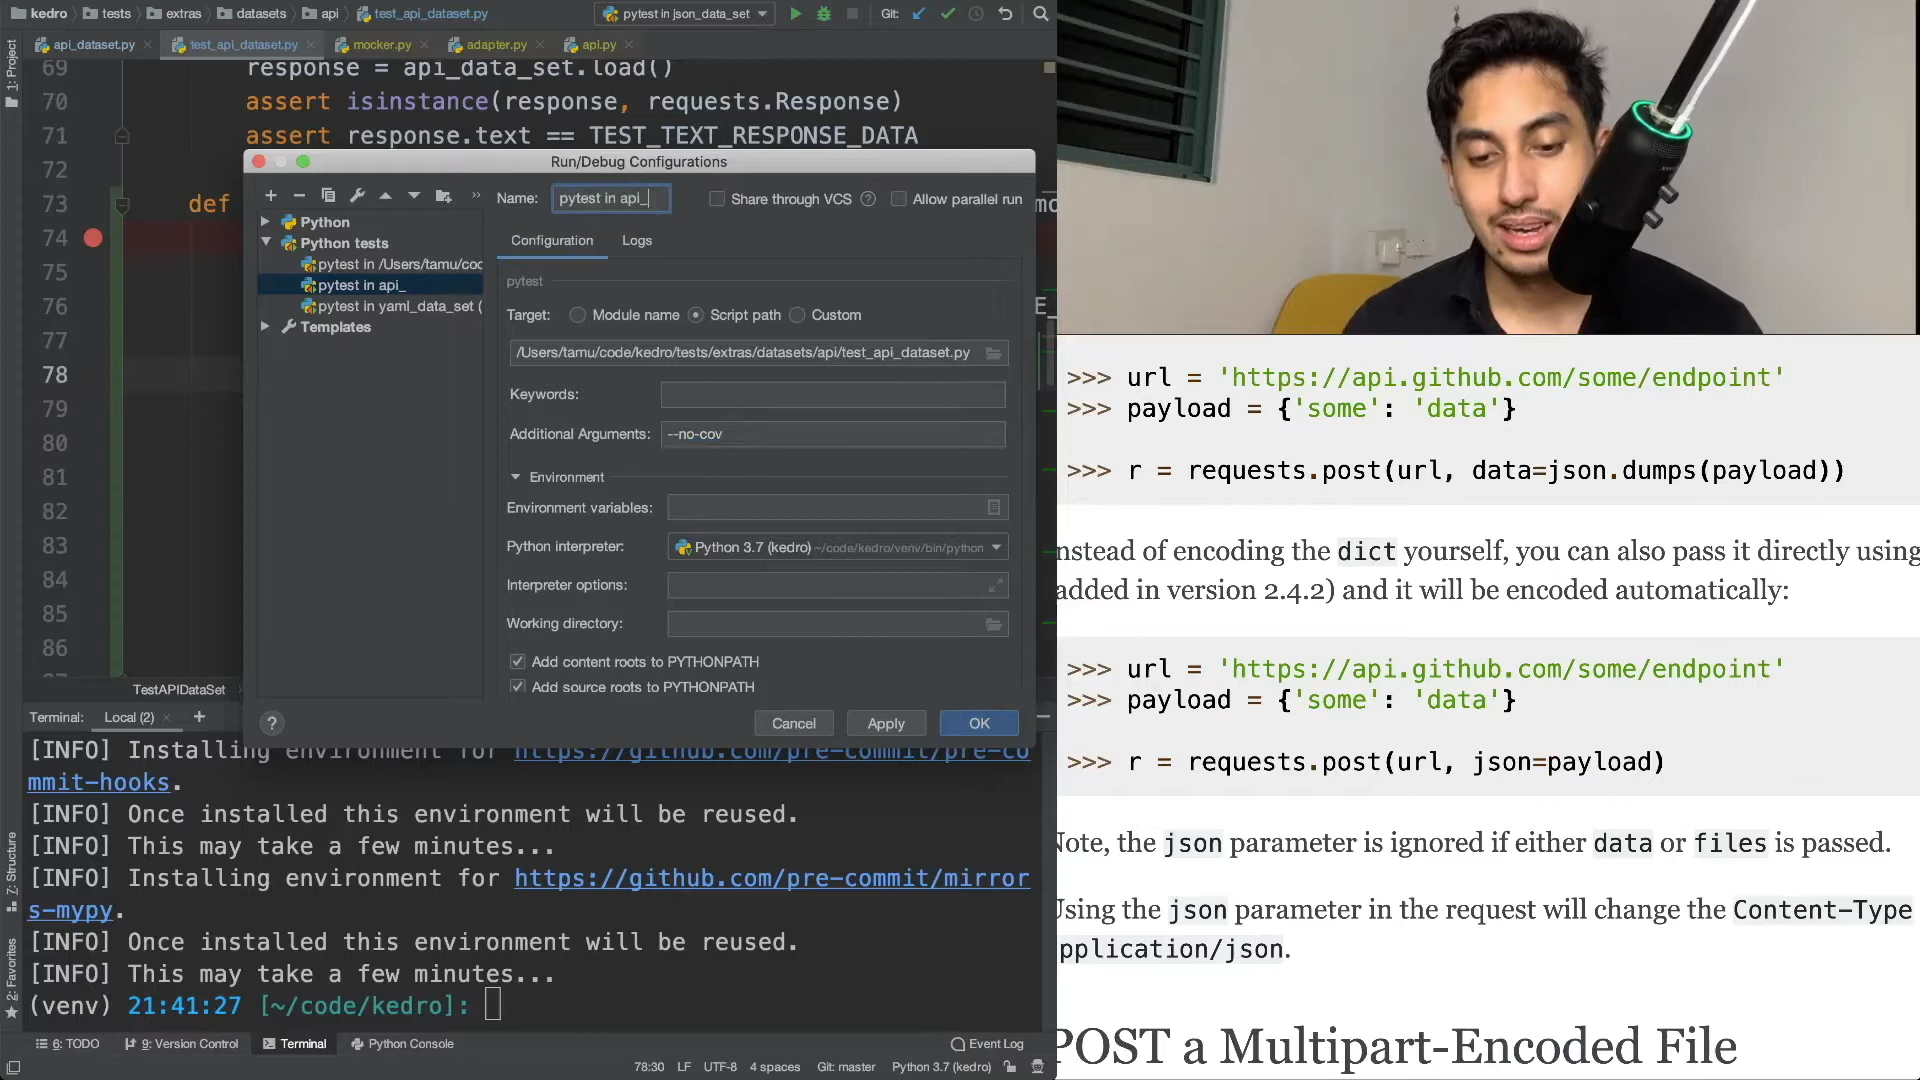 kedro
tests
extras
datasets
api
test_api_dataset.py
pytest in json_data_set
Git:
api_dataset.py
test_api_dataset.py
mocker.py
adapter.py
api.py
1: Project
69 response = api_data_set.load()
70 assert isinstance(response, requests.Response)
71 assert response.text == TEST_TEXT_RESPONSE_DATA
72
73 def
74
75
76
77
78
79
80
81
82
83
84
85
86
Run/Debug Configurations
Name: pytest in api_
Share through VCS
Allow parallel run
Python
Python tests
pytest in /Users/tamu/coc
pytest in api_
pytest in yaml_data_set (
Templates
Configuration
Logs
pytest
Target: Module name Script path Custom
/Users/tamu/code/kedro/tests/extras/datasets/api/test_api_dataset.py
Keywords:
Additional Arguments: --no-cov
Environment
Environment variables:
Python interpreter: Python 3.7 (kedro) ~/code/kedro/venv/bin/python
Interpreter options:
Working directory:
Add content roots to PYTHONPATH
Add source roots to PYTHONPATH
? Cancel Apply OK
TestAPIDataSet
Terminal: Local (2) +
[INFO] Installing environment for https://github.com/pre-commit/pre-co
mmit-hooks.
[INFO] Once installed this environment will be reused.
[INFO] This may take a few minutes...
[INFO] Installing environment for https://github.com/pre-commit/mirror
s-mypy.
[INFO] Once installed this environment will be reused.
[INFO] This may take a few minutes...
(venv) 21:41:27 [~/code/kedro]:
7: Structure
2: Favorites
6: TODO
9: Version Control
Terminal
Python Console
Event Log
78:30 LF UTF-8 4 spaces Git: master Python 3.7 (kedro)
>>> url = 'https://api.github.com/some/endpoint'
>>> payload = {'some': 'data'}
>>> r = requests.post(url, data=json.dumps(payload))
nstead of encoding the dict yourself, you can also pass it directly using
added in version 2.4.2) and it will be encoded automatically:
>>> url = 'https://api.github.com/some/endpoint'
>>> payload = {'some': 'data'}
>>> r = requests.post(url, json=payload)
Note, the json parameter is ignored if either data or files is passed.
Using the json parameter in the request will change the Content-Type
pplication/json.
POST a Multipart-Encoded File